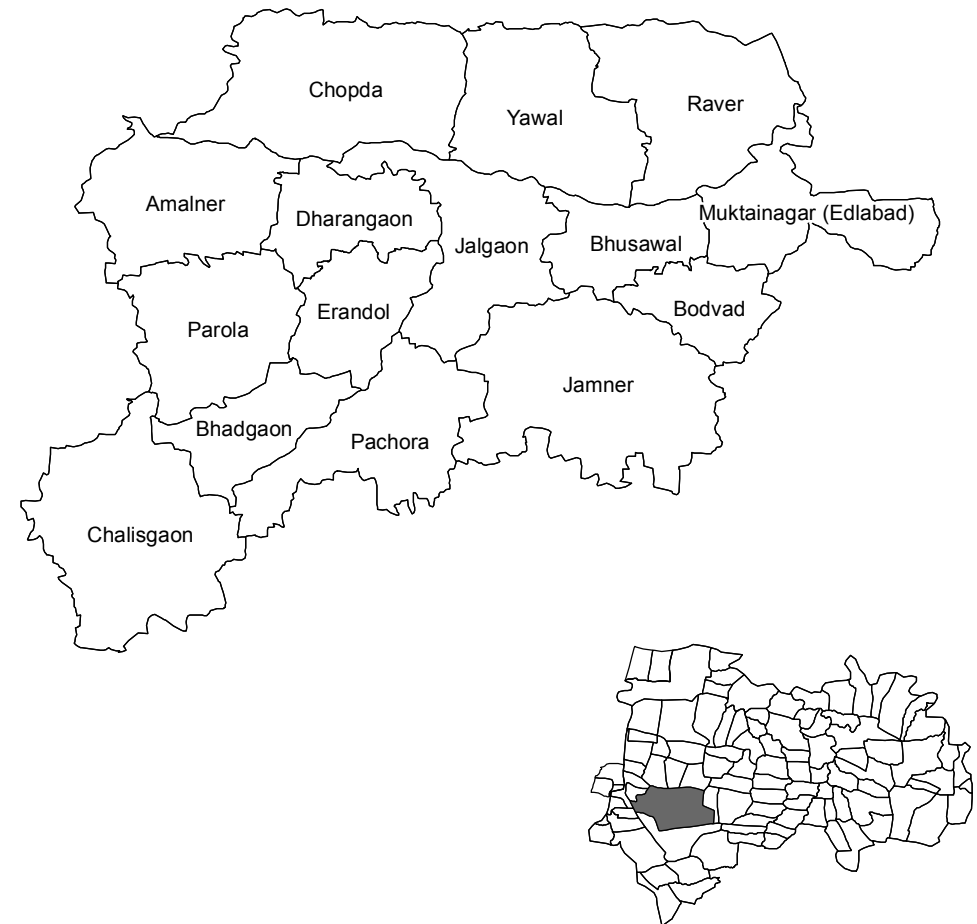 Chopda
Yawal
Raver
Amalner
Dharangaon
Jalgaon
Bhusawal
Muktainagar (Edlabad)
Parola
Erandol
Bodvad
Jamner
Bhadgaon
Pachora
Chalisgaon